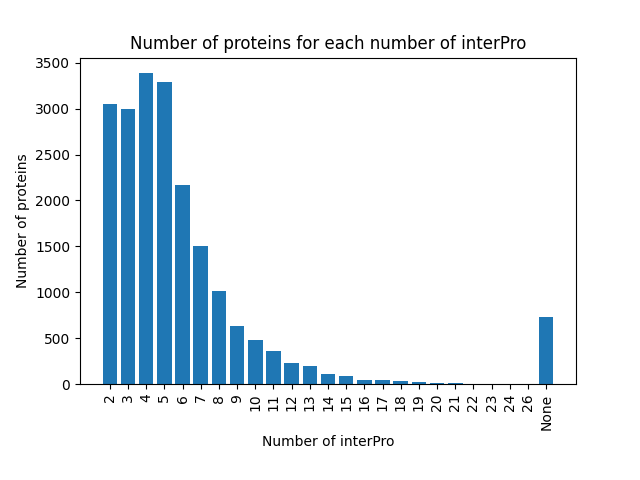 Number of proteins for each number of interPro
3500
3000
2500
2000
1500
1000
500
0
Number of proteins
2 3 4 5 6 7 8 9 10 11 12 13 14 15 16 17 18 19 20 21 22 23 24 26 None
Number of interPro